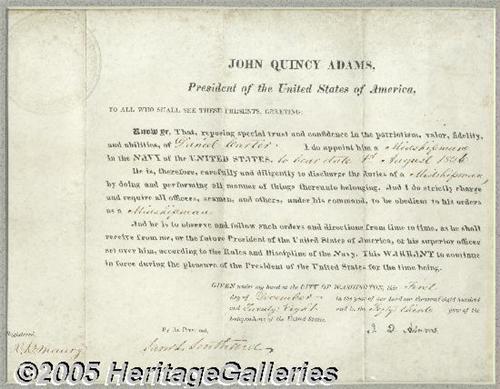 JOHN QUINCY ADAMS,
President of the United States of America,
TO ALL WHO SHALL SEE THESE PRESENTS, GREETING:
Know ye, That, reposing special trust and confidence in the patriotism, valor, fidelity,
and abilities, of Daniel Carter I do appoint him a Midshipman
in the NAVY of the UNITED STATES, to bear date 1st August 1826
He is, therefore, carefully and diligently to discharge the duties of a Midshipman
by doing and performing all manner of things thereunto belonging. And I do strictly charge
and require all officers, seamen, and others, under his command, to be obedient to his orders
as a Midshipman
And he is to observe and follow such orders and directions from time to time, as he shall
receive from me, or the future President of the United States of America, or his superior officer
set over him, according to the Rules and Discipline of the Navy. This WARRENT to continue
in force during the pleasure of the President of the United States for the time being.
GIVEN under my hand at the CITY OF WASHINGTON, this First
day of December in the year of our Lord one thousand eight hundred
and Twenty Eight and in the Fifty third year of the
Independence of the United States.
By the President, J. Q. Adams.
Registered,
Saml L. Southard
©2005 HeritageGalleries